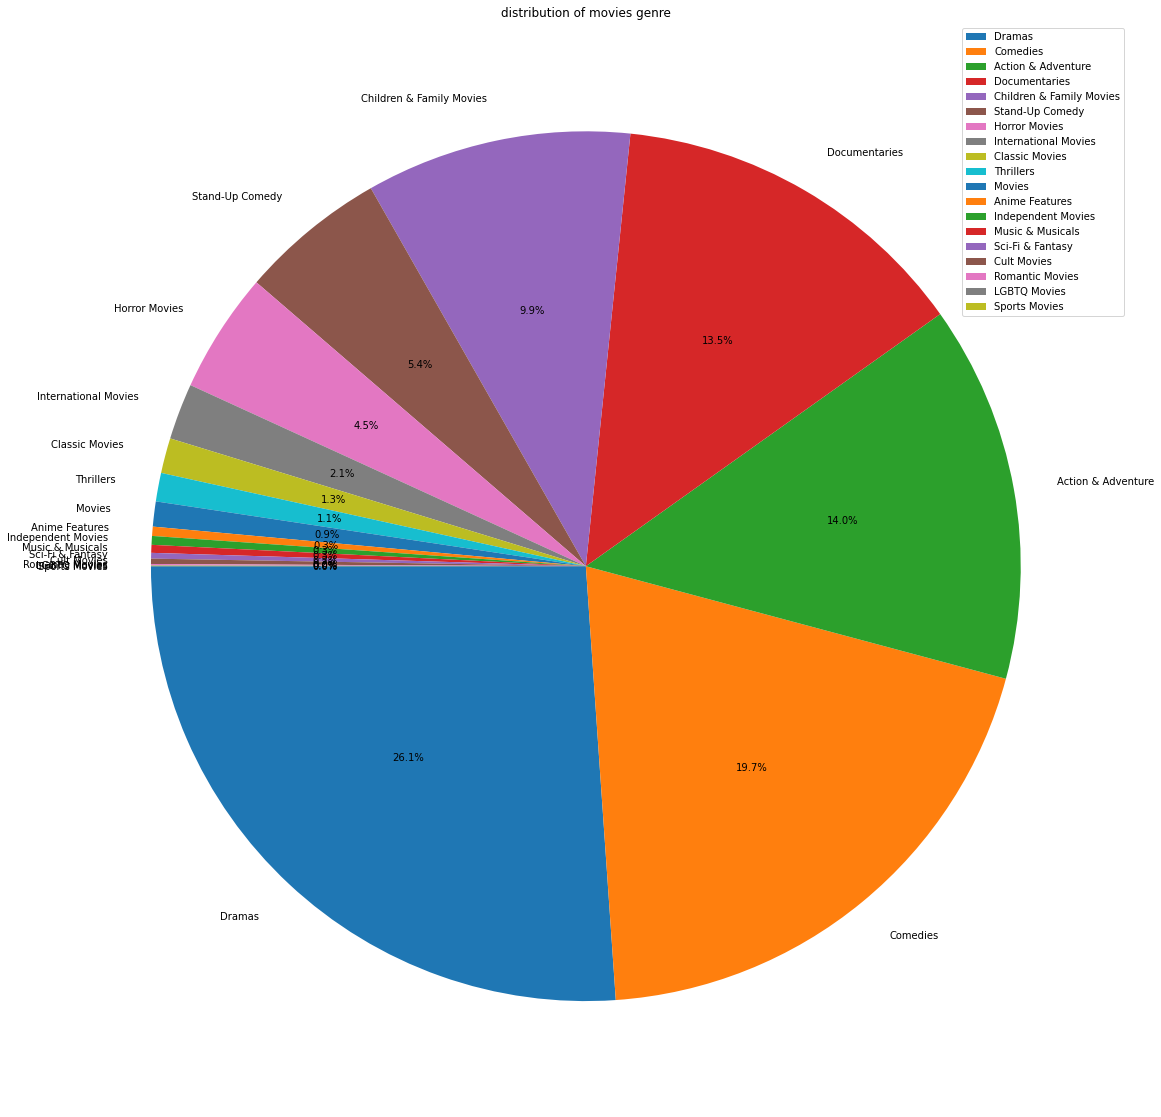 distribution of movies genre
Dramas
Comedies
Action & Adventure
Documentaries
Children & Family Movies
Stand-Up Comedy
Horror Movies
International Movies
Classic Movies
Thrillers
Movies
Anime Features
Independent Movies
Music & Musicals
Sci-Fi & Fantasy
Cult Movies
Romantic Movies
LGBTQ Movies
Sports Movies
Children & Family Movies
Documentaries
Stand-Up Comedy
Horror Movies
International Movies
Classic Movies
Thrillers
Movies
Anime Features
Independent Movies
Music & Musicals
Sci-Fi & Fantasy
Action & Adventure
Dramas
Comedies
9.9%
13.5%
5.4%
4.5%
2.1%
1.3%
1.1%
0.9%
0.3%
14.0%
26.1%
19.7%